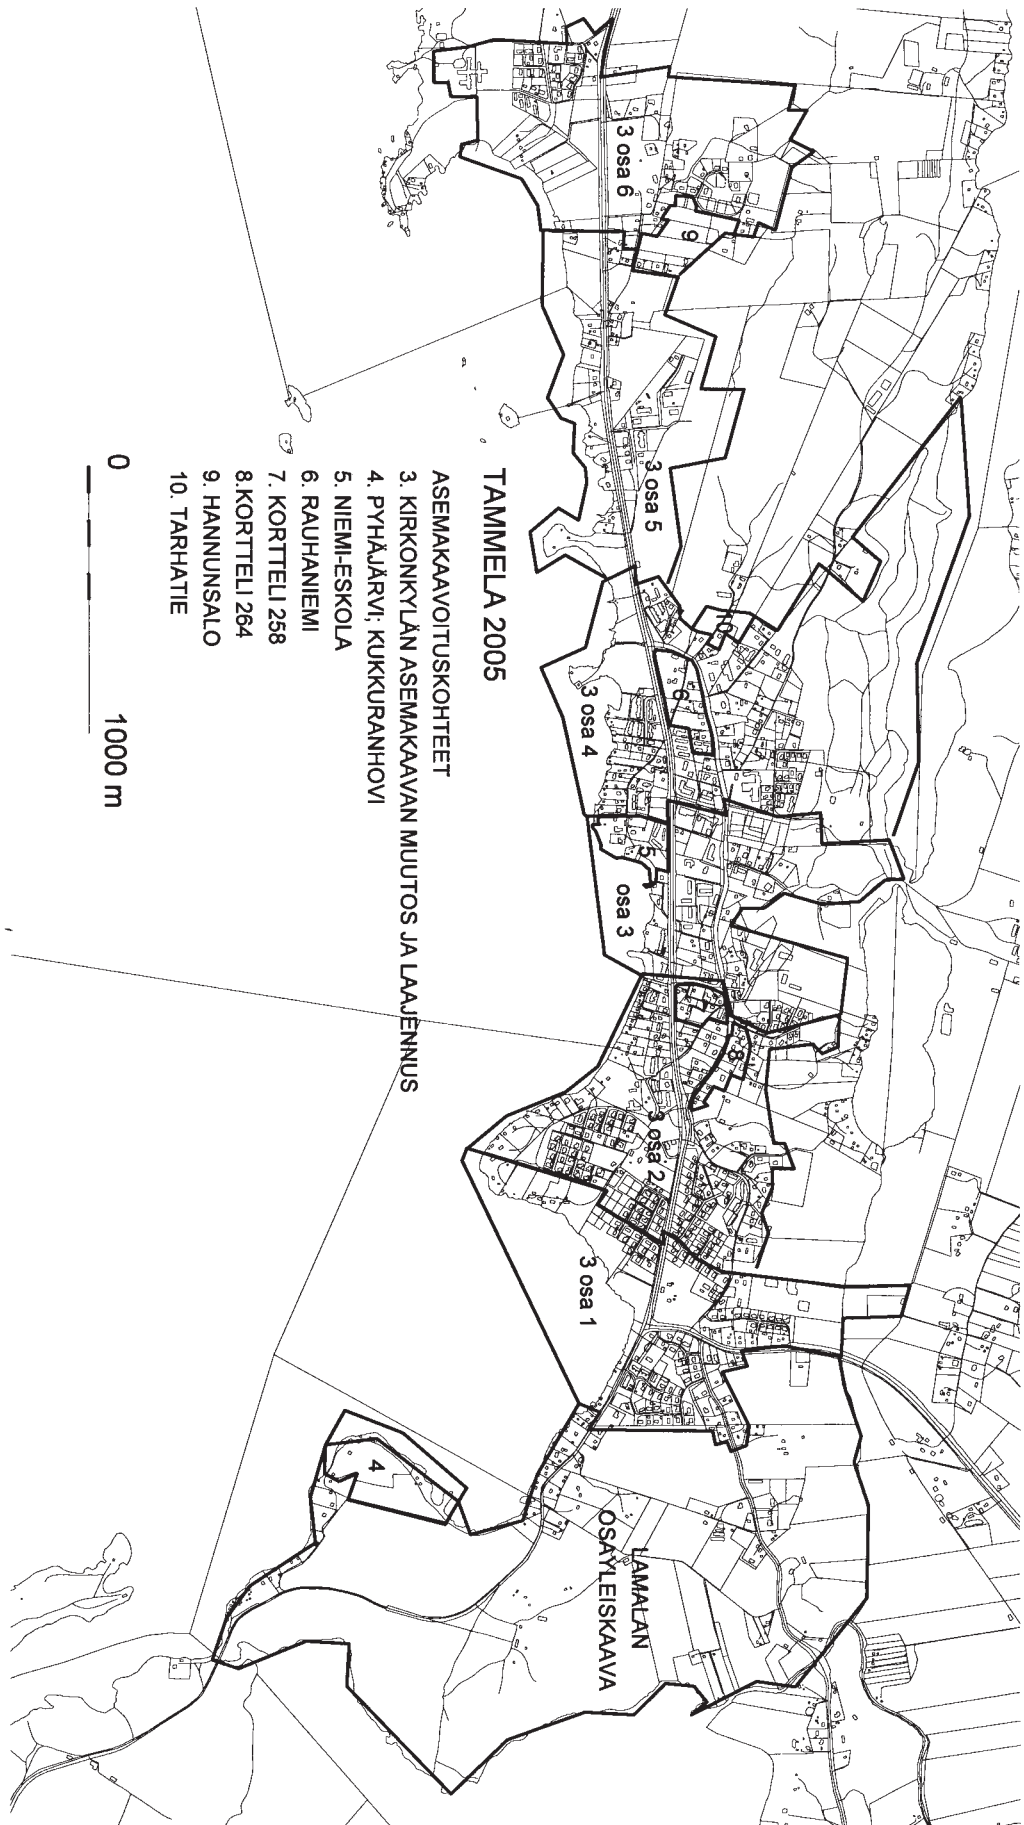 TAMMELA 2005
ASEMAKAAVOITUSKOHTEET
3. KIRKONKYLÄN ASEMAKAAVAN MUUTOS JA LAAJENNUS
4. PYHÄJÄRVI; KUKKURANHOVI
5. NIEMI-ESKOLA
6. RAUHANIEMI
7. KORTTELI 258
8.KORTTELI 264
9. HANNUNSALO
10. TARHATIE
0 1000 m
3 osa 6
9
3 osa 5
10
6
3 osa 4
5
osa 3
7
8
3 osa 2
3 osa 1
4
LAMALAN
OSAYLEISKAAVA